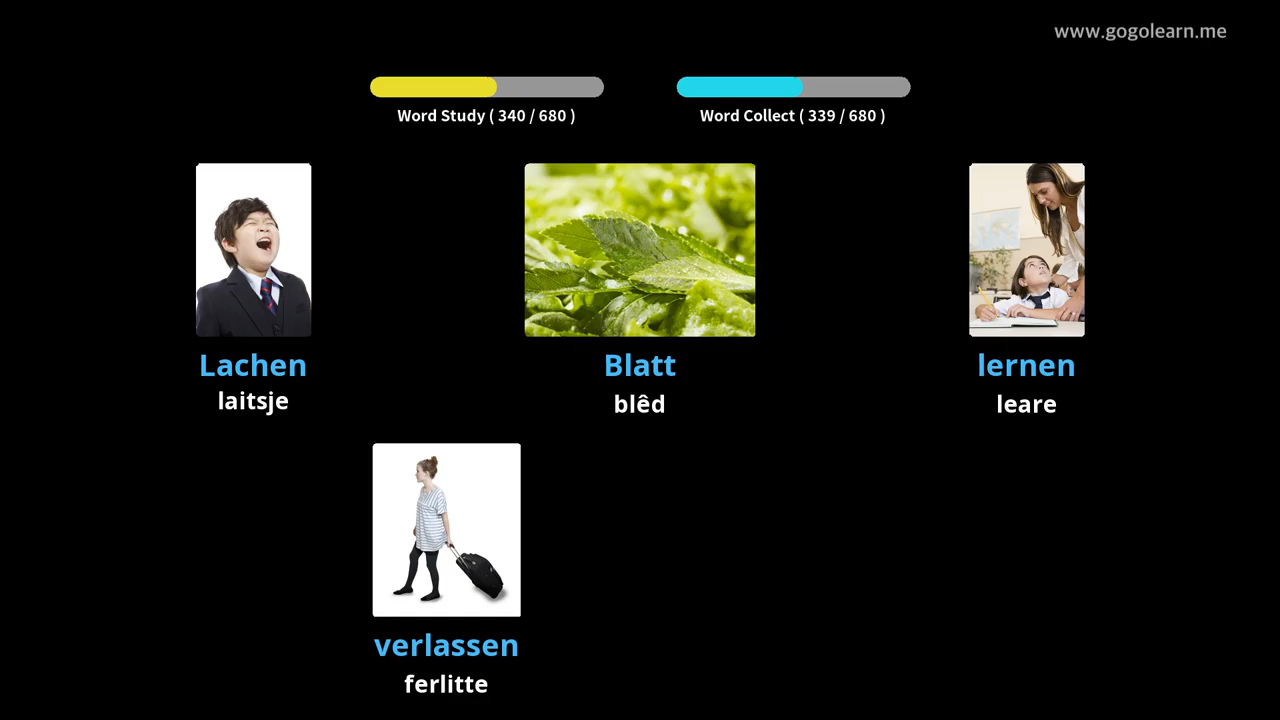 www.gogolearn.me
Word Study ( 340 / 680 )
Word Collect ( 339 / 680 )
Lachen
laitsje
Blatt
blêd
lernen
leare
verlassen
ferlitte